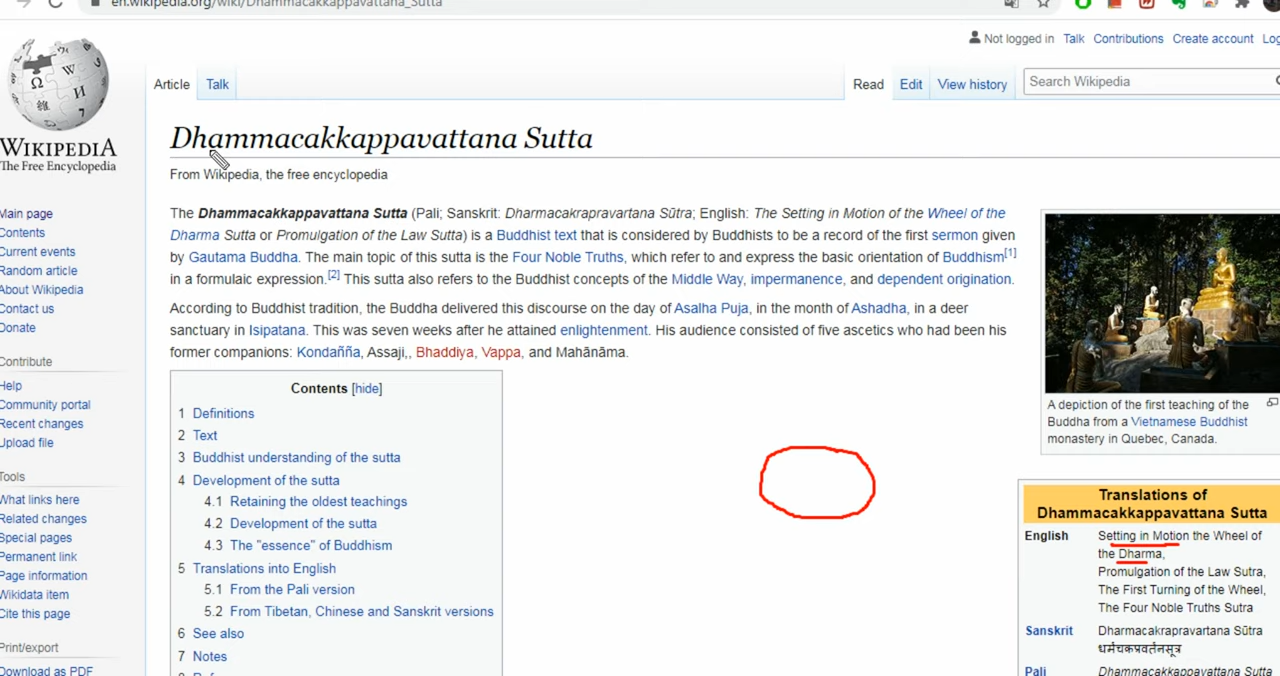 en.wikipedia.org/wiki/Dhammacakkappavattana_Sutta
Not logged in Talk Contributions Create account Log
Article Talk Read Edit View history Search Wikipedia
WIKIPEDIA
The Free Encyclopedia
Dhammacakkappavattana Sutta
From Wikipedia, the free encyclopedia
Main page
Contents
Current events
Random article
About Wikipedia
Contact us
Donate
Contribute
Help
Community portal
Recent changes
Upload file
Tools
What links here
Related changes
Special pages
Permanent link
Page information
Wikidata item
Cite this page
Print/export
Download as PDF
The Dhammacakkappavattana Sutta (Pali; Sanskrit: Dharmacakrapravartana Sūtra; English: The Setting in Motion of the Wheel of the
Dharma Sutta or Promulgation of the Law Sutta) is a Buddhist text that is considered by Buddhists to be a record of the first sermon given
by Gautama Buddha. The main topic of this sutta is the Four Noble Truths, which refer to and express the basic orientation of Buddhism[1]
in a formulaic expression.[2] This sutta also refers to the Buddhist concepts of the Middle Way, impermanence, and dependent origination.
According to Buddhist tradition, the Buddha delivered this discourse on the day of Asalha Puja, in the month of Ashadha, in a deer
sanctuary in Isipatana. This was seven weeks after he attained enlightenment. His audience consisted of five ascetics who had been his
former companions: Kondañña, Assaji,, Bhaddiya, Vappa, and Mahānāma.
Contents [hide]
1 Definitions
2 Text
3 Buddhist understanding of the sutta
4 Development of the sutta
4.1 Retaining the oldest teachings
4.2 Development of the sutta
4.3 The "essence" of Buddhism
5 Translations into English
5.1 From the Pali version
5.2 From Tibetan, Chinese and Sanskrit versions
6 See also
7 Notes
A depiction of the first teaching of the
Buddha from a Vietnamese Buddhist
monastery in Quebec, Canada.
Translations of
Dhammacakkappavattana Sutta
English Setting in Motion the Wheel of
the Dharma,
Promulgation of the Law Sutra,
The First Turning of the Wheel,
The Four Noble Truths Sutra
Sanskrit Dharmacakrapravartana Sūtra
धर्मचक्रप्रवर्तनसूत्र
Pali Dhammacakkappavattana Sutta